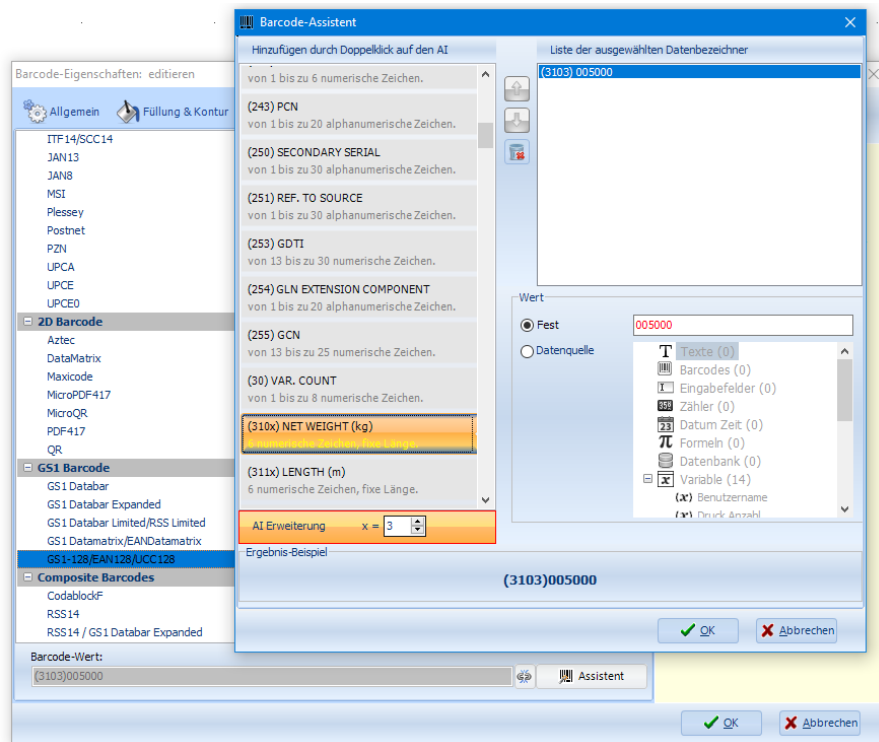 Barcode-Assistent
Hinzufügen durch Doppelklick auf den AI
von 1 bis zu 6 numerische Zeichen.
(243) PCN
von 1 bis zu 20 alphanumerische Zeichen.
(250) SECONDARY SERIAL
von 1 bis zu 30 alphanumerische Zeichen.
(251) REF. TO SOURCE
von 1 bis zu 30 alphanumerische Zeichen.
(253) GDTI
von 13 bis zu 30 numerische Zeichen.
(254) GLN EXTENSION COMPONENT
von 1 bis zu 20 alphanumerische Zeichen.
(255) GCN
von 13 bis zu 25 numerische Zeichen.
(30) VAR. COUNT
von 1 bis zu 8 numerische Zeichen.
(310x) NET WEIGHT (kg)
6 numerische Zeichen, fixe Länge.
(311x) LENGTH (m)
6 numerische Zeichen, fixe Länge.
AI Erweiterung x = 3
Liste der ausgewählten Datenbezeichner
(3103) 005000
Wert
Fest 005000
Datenquelle
Texte (0)
Barcodes (0)
Eingabefelder (0)
Zähler (0)
Datum Zeit (0)
Formeln (0)
Datenbank (0)
Variable (14)
Benutzername
Druck Anzahl
Ergebnis-Beispiel
(3103)005000
OK Abbrechen
Barcode-Eigenschaften: editieren
Allgemein Füllung & Kontur
ITF14/SCC14
JAN13
JAN8
MSI
Plessey
Postnet
PZN
UPCA
UPCE
UPCE0
2D Barcode
Aztec
DataMatrix
Maxicode
MicroPDF417
MicroQR
PDF417
QR
GS1 Barcode
GS1 Databar
GS1 Databar Expanded
GS1 Databar Limited/RSS Limited
GS1 Datamatrix/EANDatamatrix
GS1-128/EAN128/UCC128
Composite Barcodes
CodablockF
RSS14
RSS14 / GS1 Databar Expanded
Barcode-Wert:
(3103)005000
Assistent
OK Abbrechen